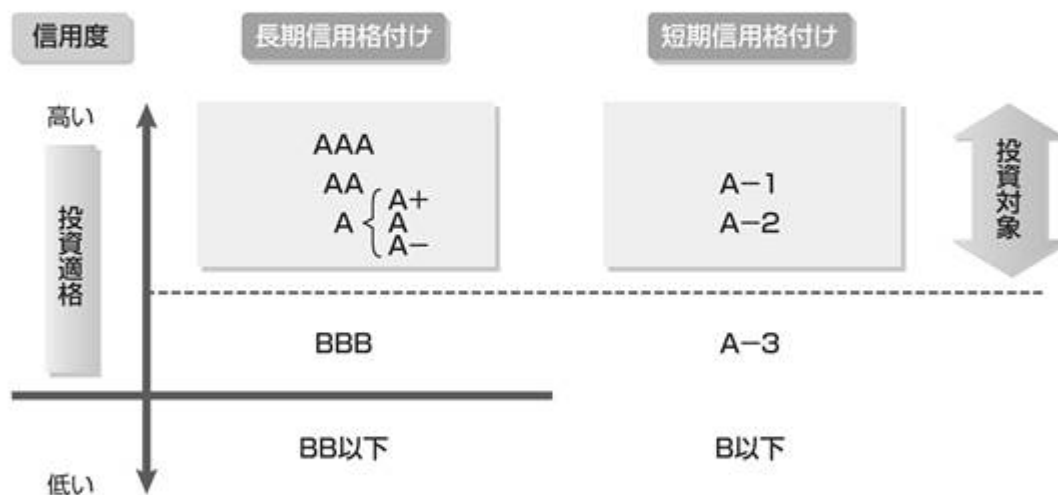 信用度 長期信用格付け 短期信用格付け
高い
投資適格
AAA
AA
A A+
A
A−
A−1
A−2
投資対象
BBB A−3
BB以下 B以下
低い